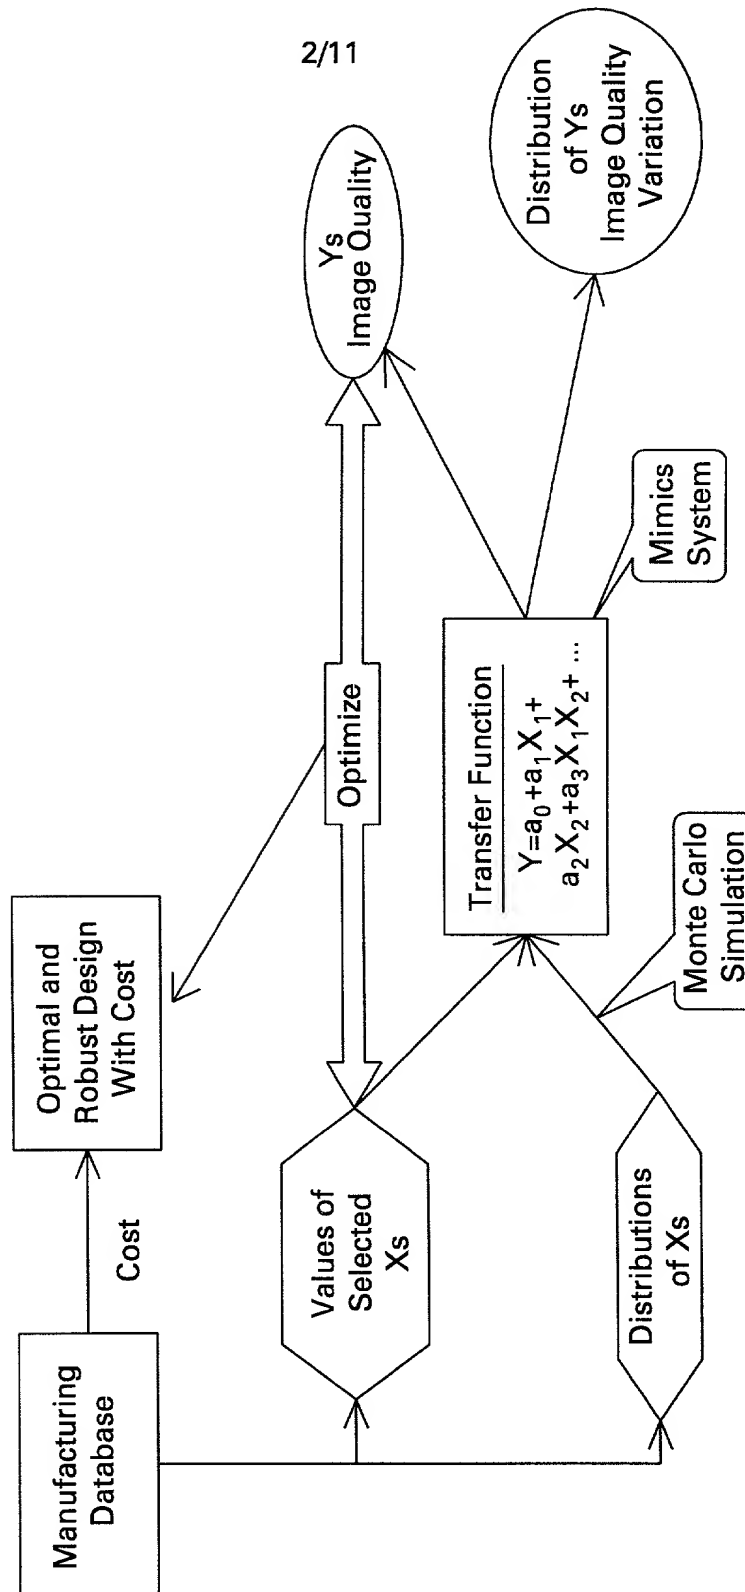 2/11
Manufacturing
Database
Cost
Optimal and
Robust Design
With Cost
Values of
Selected
Xs
Optimize
Ys
Image Quality
Distributions
of Xs
Monte Carlo
Simulation
Transfer Function
Y=a₀+a₁X₁+
a₂X₂+a₃X₁X₂+ ...
Mimics
System
Distribution
of Ys
Image Quality
Variation